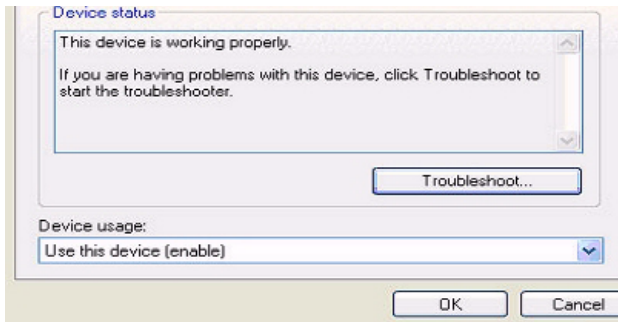 Device status
This device is working properly.
If you are having problems with this device, click Troubleshoot to
start the troubleshooter.
Troubleshoot...
Device usage:
Use this device (enable)
OK
Cancel